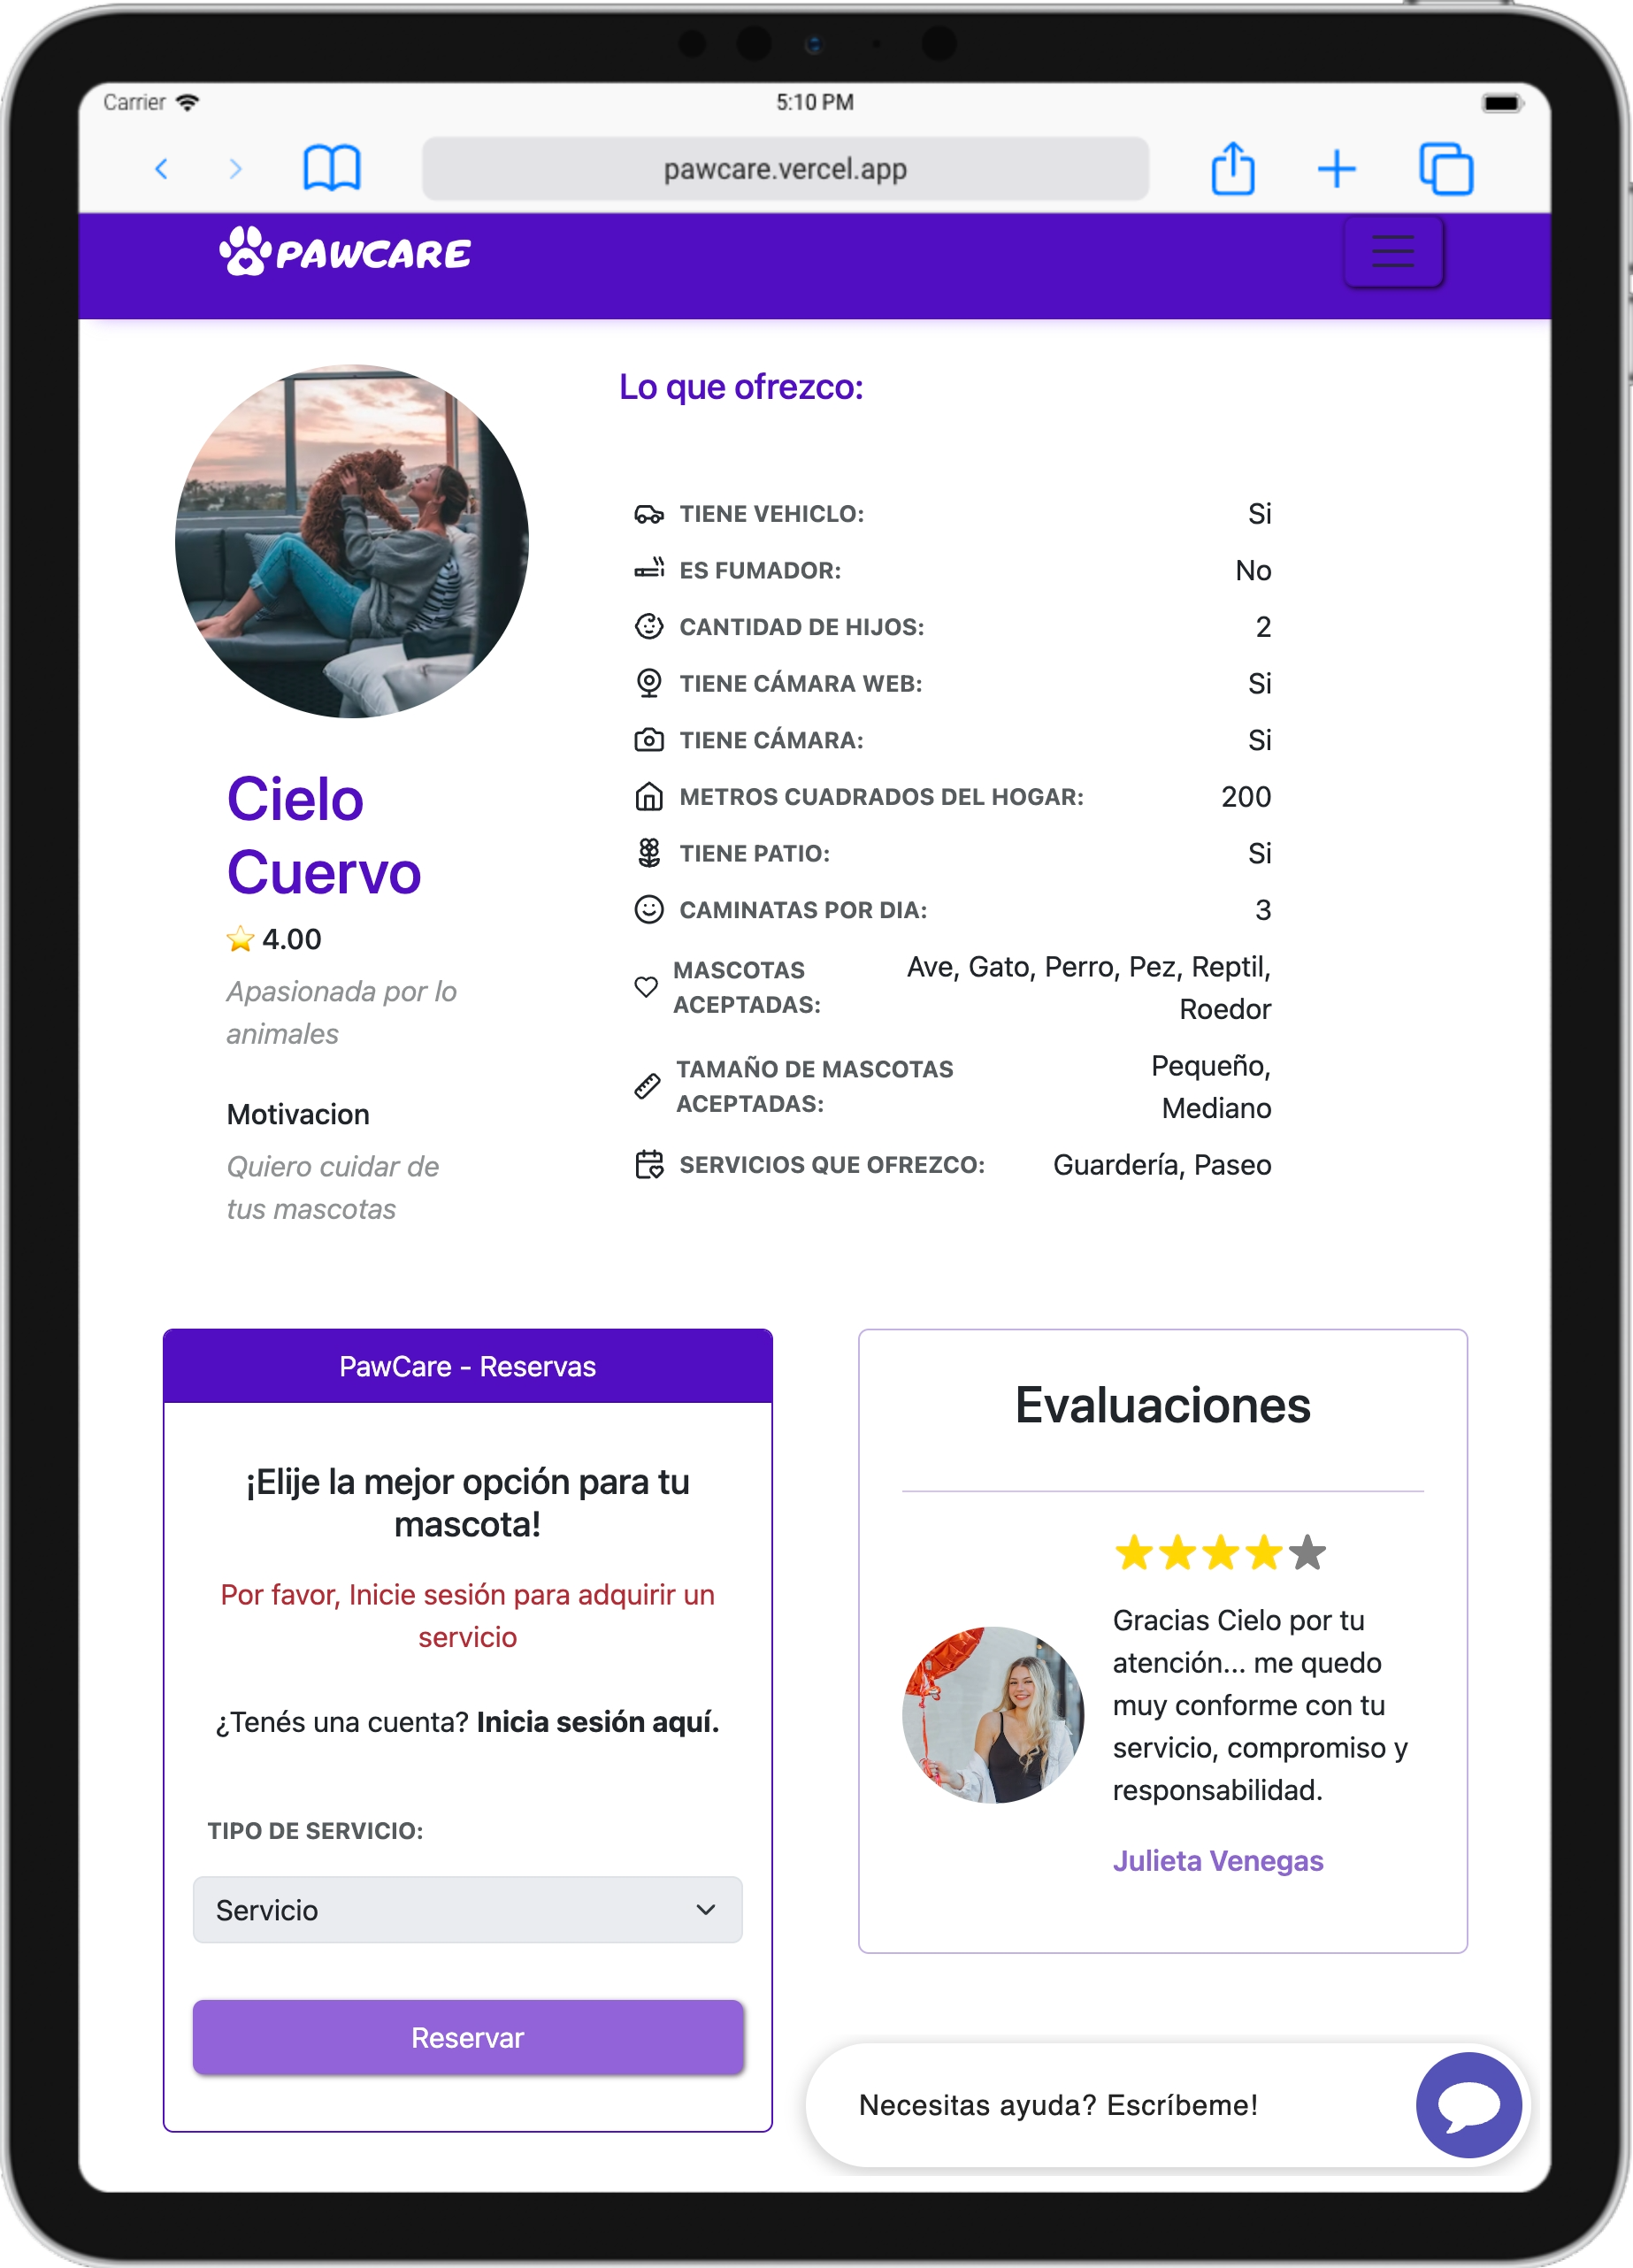 Carrier
5:10 PM
pawcare.vercel.app
PAWCARE
Cielo
Cuervo
4.00
Apasionada por lo
animales
Motivacion
Quiero cuidar de
tus mascotas
Lo que ofrezco:
TIENE VEHICLO: Si
ES FUMADOR: No
CANTIDAD DE HIJOS: 2
TIENE CÁMARA WEB: Si
TIENE CÁMARA: Si
METROS CUADRADOS DEL HOGAR: 200
TIENE PATIO: Si
CAMINATAS POR DIA: 3
MASCOTAS
ACEPTADAS:
Ave, Gato, Perro, Pez, Reptil,
Roedor
TAMAÑO DE MASCOTAS
ACEPTADAS:
Pequeño,
Mediano
SERVICIOS QUE OFREZCO: Guardería, Paseo
PawCare - Reservas
¡Elije la mejor opción para tu
mascota!
Por favor, Inicie sesión para adquirir un
servicio
¿Tenés una cuenta? Inicia sesión aquí.
TIPO DE SERVICIO:
Servicio
Reservar
Evaluaciones
Gracias Cielo por tu
atención... me quedo
muy conforme con tu
servicio, compromiso y
responsabilidad.
Julieta Venegas
Necesitas ayuda? Escríbeme!